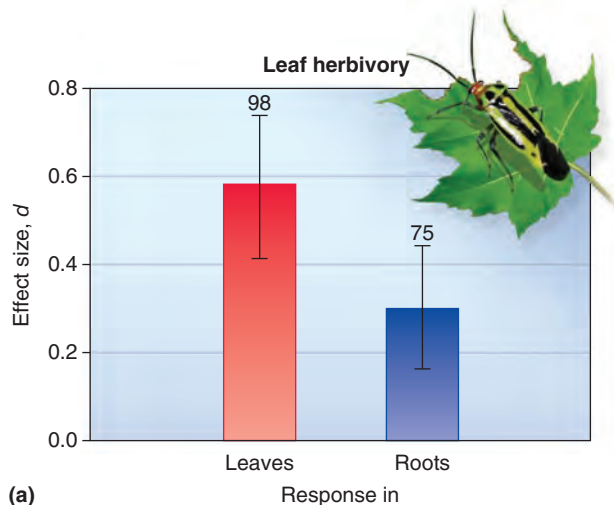 Leaf herbivory
0.8
98
0.6
75
0.4
0.2
0.0
Effect size, d
Leaves Roots
(a) Response in